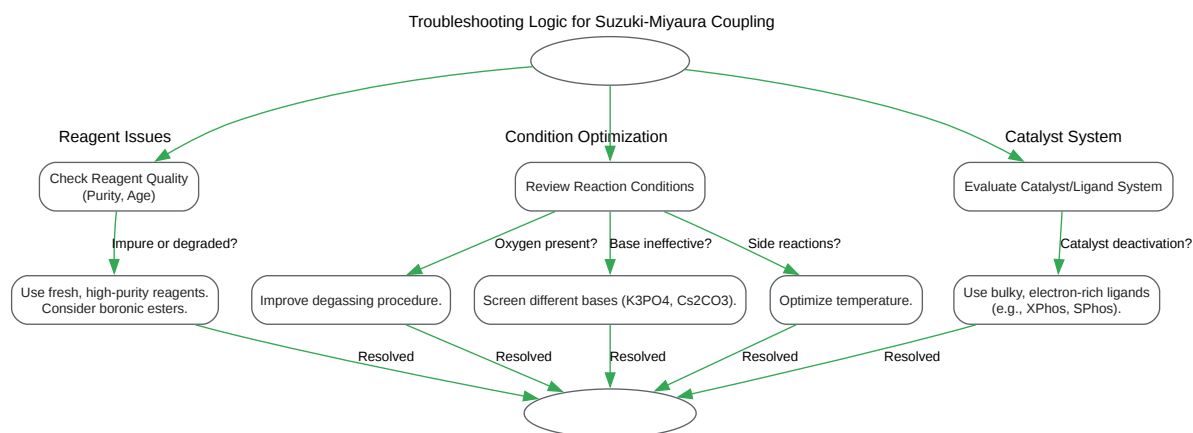 Troubleshooting Logic for Suzuki-Miyaura Coupling
Reagent Issues
Condition Optimization
Catalyst System
Check Reagent Quality
(Purity, Age)
Review Reaction Conditions
Evaluate Catalyst/Ligand System
Impure or degraded?
Oxygen present?
Base ineffective?
Side reactions?
Catalyst deactivation?
Use fresh, high-purity reagents.
Consider boronic esters.
Improve degassing procedure.
Screen different bases (K3PO4, Cs2CO3).
Optimize temperature.
Use bulky, electron-rich ligands
(e.g., XPhos, SPhos).
Resolved
Resolved
Resolved
Resolved
Resolved